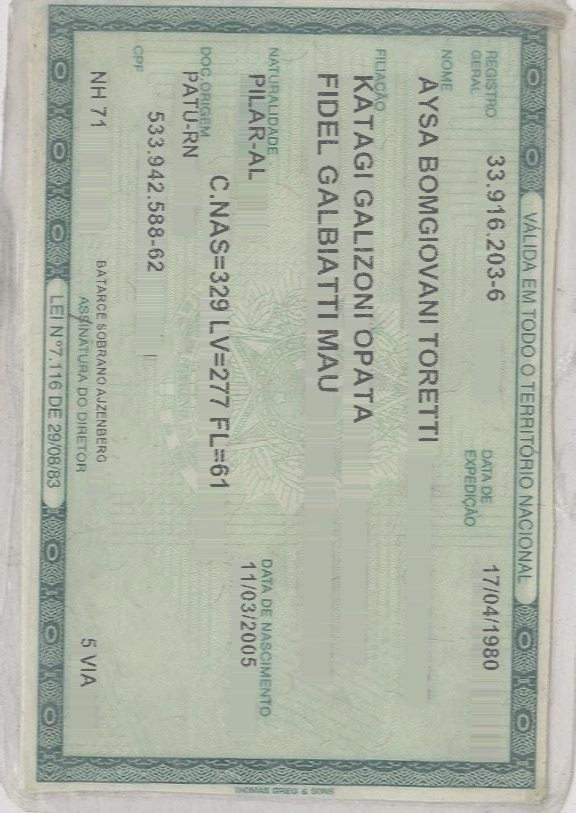 VÁLIDA EM TODO O TERRITÓRIO NACIONAL
REGISTRO GERAL 33.916.203-6 DATA DE EXPEDIÇÃO 17/04/1980
NOME
AYSA BOMGIOVANI TORETTI
FILIAÇÃO
KATAGI GALIZONI OPATA
FIDEL GALBIATTI MAU
NATURALIDADE DATA DE NASCIMENTO
PILAR-AL 11/03/2005
DOC.ORIGEM C.NAS=329 LV=277 FL=61
PATU-RN
CPF 533.942.588-62
NH 71 BATARCE SOBRANO AJZENBERG 5 VIA
ASSINATURA DO DIRETOR
LEI Nº7.116 DE 29/08/83
THOMAS GREG & SONS